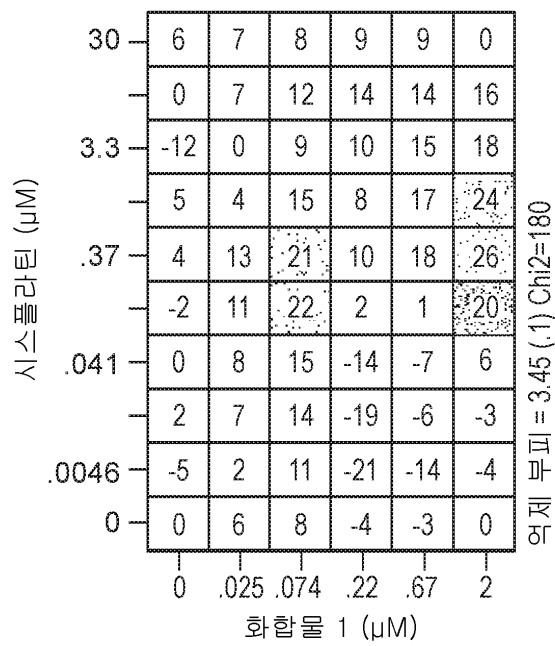 30 6 7 8 9 9 0
0 7 12 14 14 16
3.3 -12 0 9 10 15 18
5 4 15 8 17 24
.37 4 13 21 10 18 26
-2 11 22 2 1 20
.041 0 8 15 -14 -7 6
2 7 14 -19 -6 -3
.0046 -5 2 11 -21 -14 -4
0 0 6 8 -4 -3 0
0 .025 .074 .22 .67 2
화합물 1 (μM)
시스플라틴 (μM)
억제 부피 = 3.45 (.1) Chi2=180